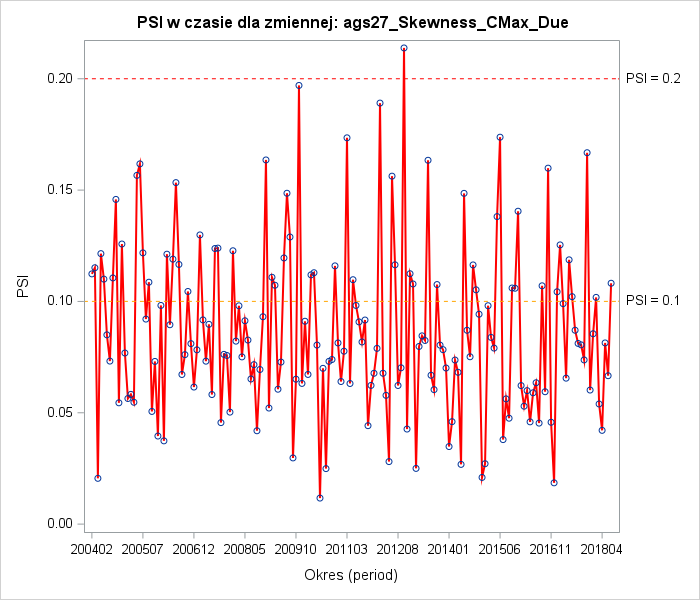 PSI w czasie dla zmiennej: ags27_Skewness_CMax_Due
0.20
PSI = 0.2
0.15
PSI
0.10
PSI = 0.1
0.05
0.00
200402 200507 200612 200805 200910 201103 201208 201401 201506 201611 201804
Okres (period)